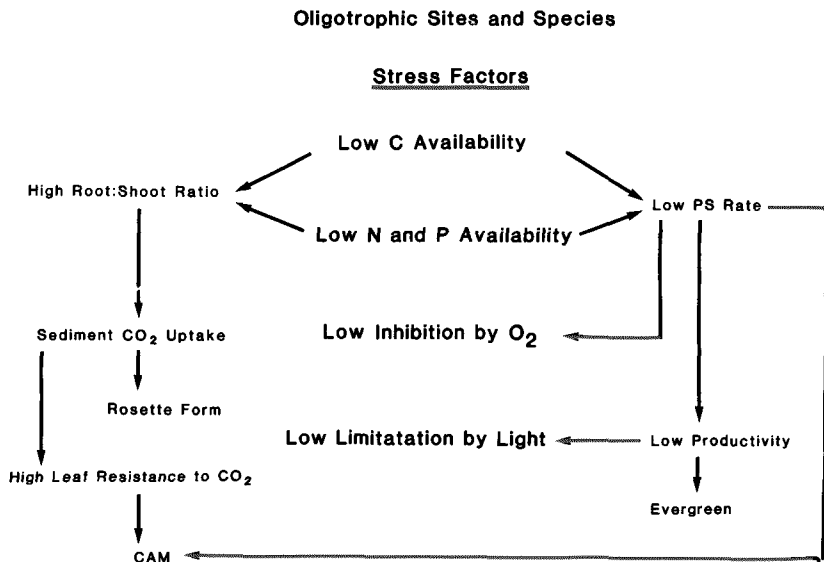 Oligotrophic Sites and Species
Stress Factors
Low C Availability
High Root:Shoot Ratio
Low PS Rate
Low N and P Availability
Sediment CO₂ Uptake
Low Inhibition by O₂
Rosette Form
Low Limitatation by Light
Low Productivity
High Leaf Resistance to CO₂
Evergreen
CAM